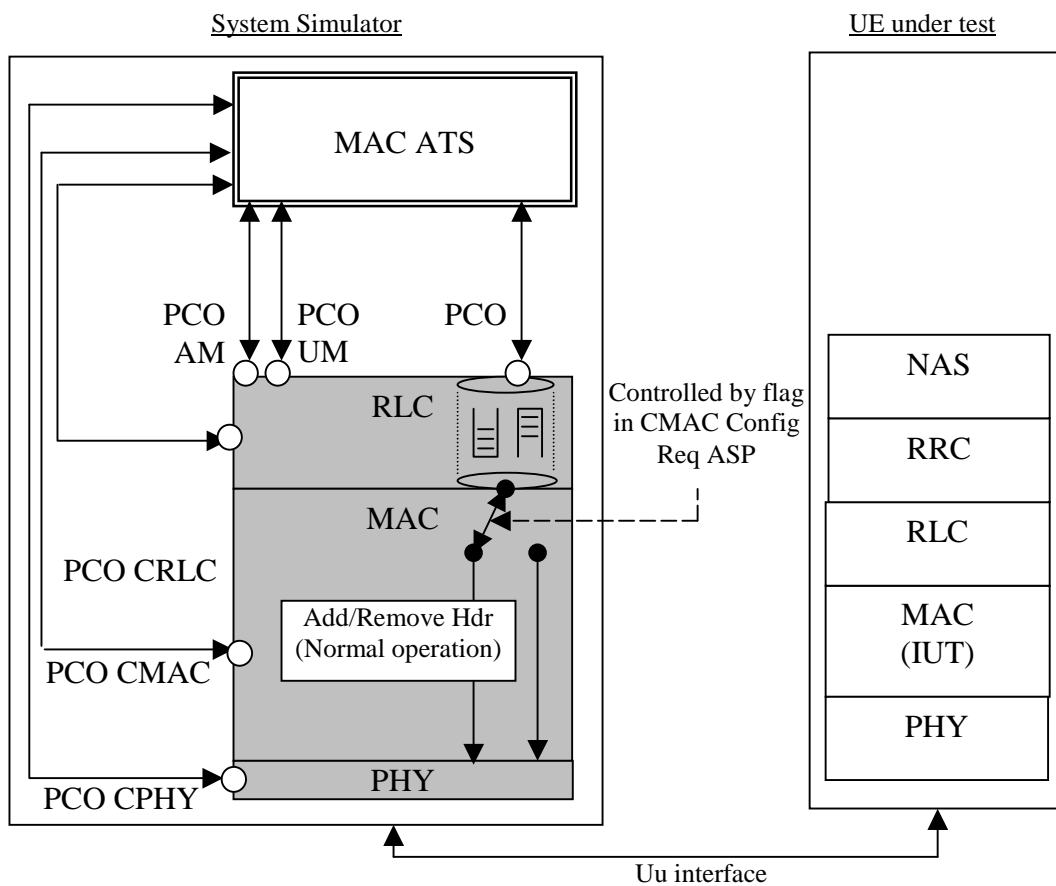 System Simulator
UE under test
MAC ATS
PCO
AM
PCO
UM
PCO
RLC
Controlled by flag
in CMAC Config
Req ASP
MAC
PCO CRLC
Add/Remove Hdr
(Normal operation)
PCO CMAC
PHY
PCO CPHY
NAS
RRC
RLC
MAC
(IUT)
PHY
Uu interface